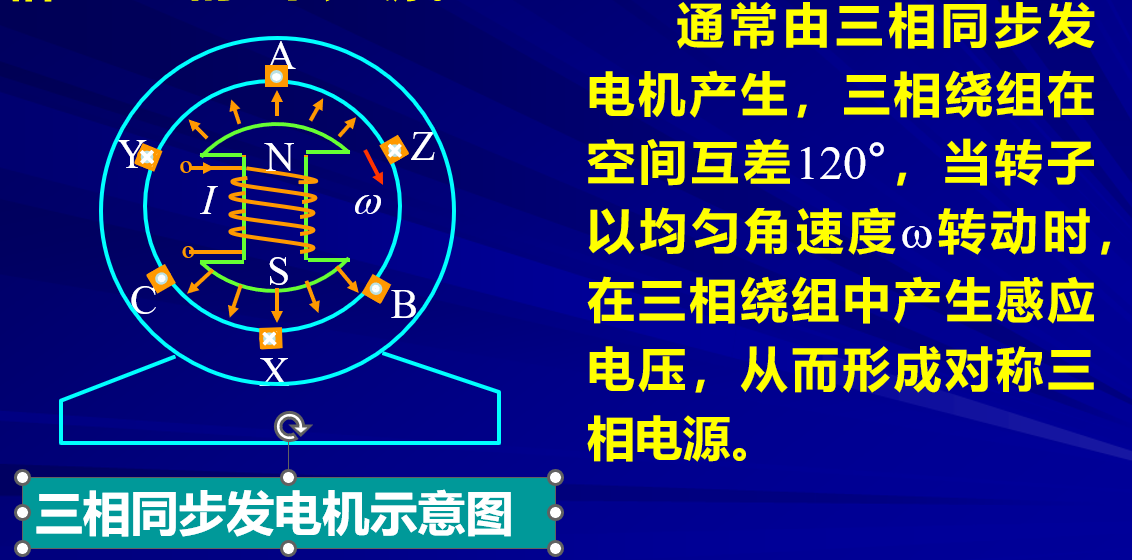 通常由三相同步发
电机产生，三相绕组在
空间互差120°，当转子
以均匀角速度ω转动时，
在三相绕组中产生感应
电压，从而形成对称三
相电源。
A
Y
Z
N
I
ω
S
C
B
X
三相同步发电机示意图